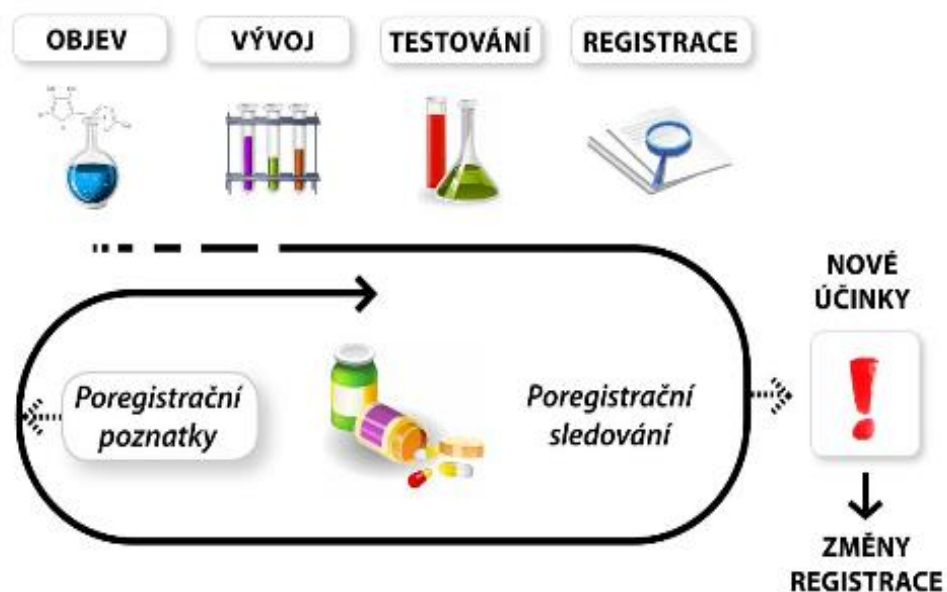 OBJEV
VÝVOJ
TESTOVÁNÍ
REGISTRACE
NOVÉ
ÚČINKY
Poregistrační
poznatky
Poregistrační
sledování
ZMĚNY
REGISTRACE